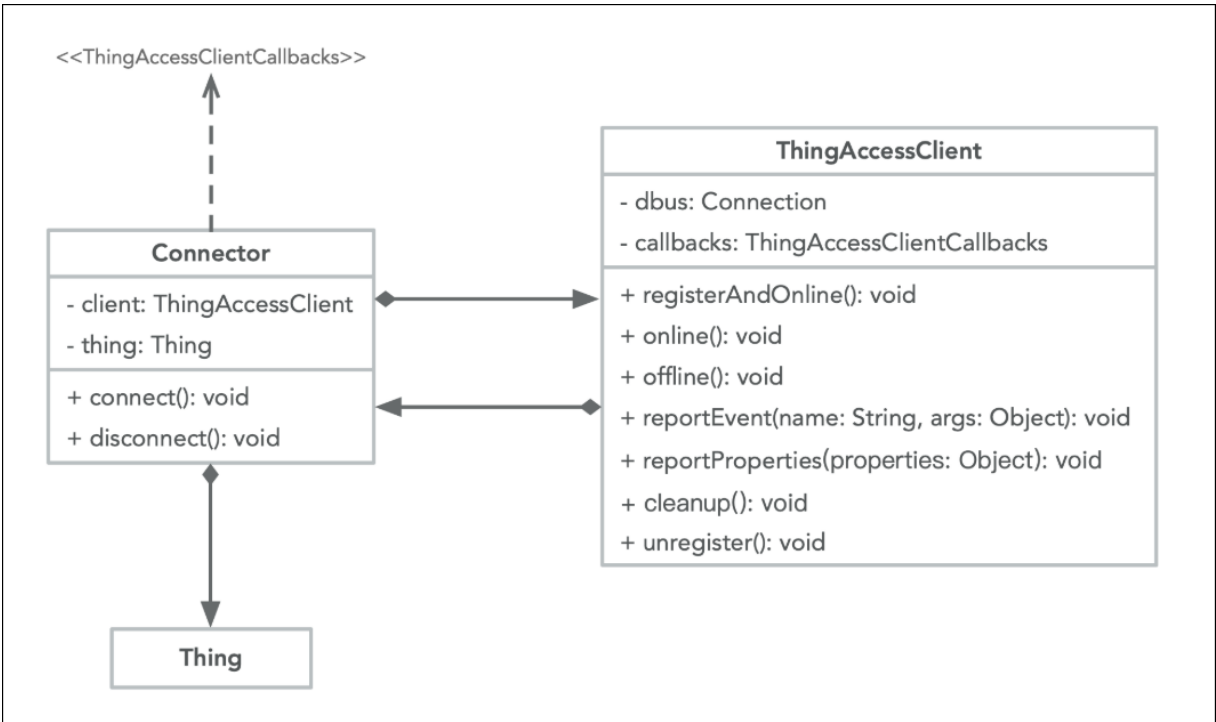 <<ThingAccessClientCallbacks>>
Connector
- client: ThingAccessClient
- thing: Thing
+ connect(): void
+ disconnect(): void
ThingAccessClient
- dbus: Connection
- callbacks: ThingAccessClientCallbacks
+ registerAndOnline(): void
+ online(): void
+ offline(): void
+ reportEvent(name: String, args: Object): void
+ reportProperties(properties: Object): void
+ cleanup(): void
+ unregister(): void
Thing